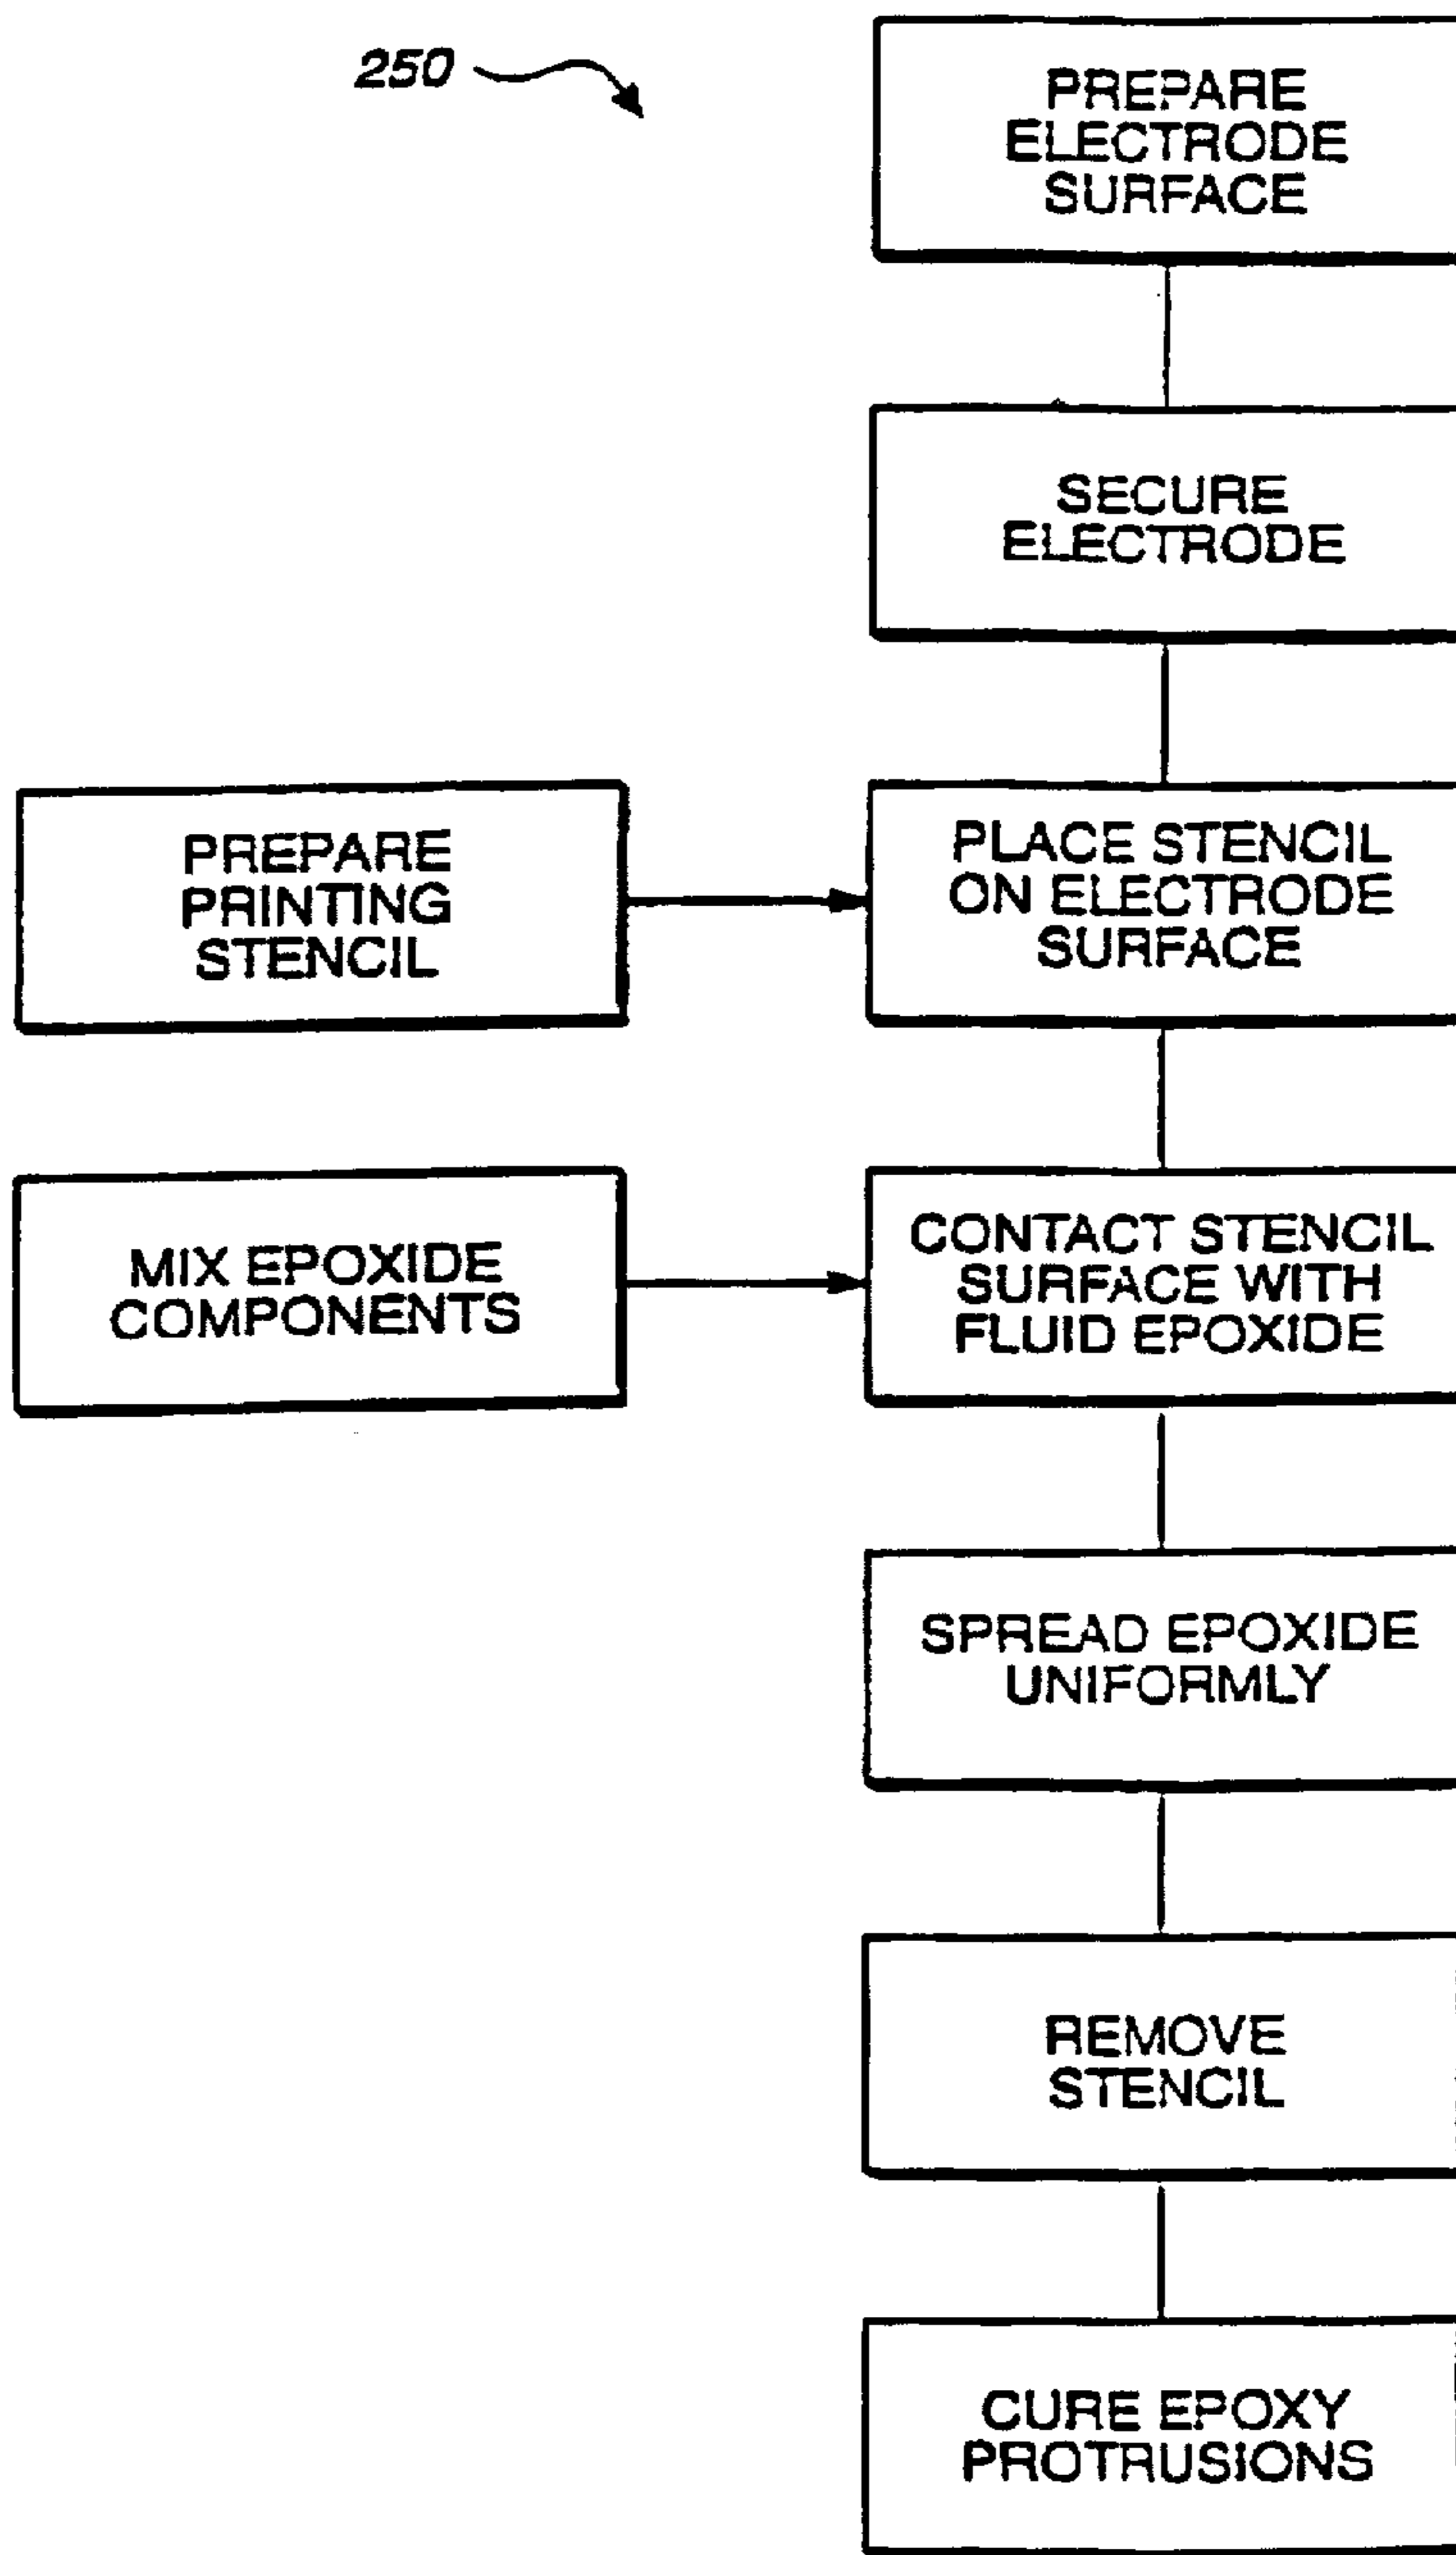 250
PREPARE
ELECTRODE
SURFACE
SECURE
ELECTRODE
PREPARE
PRINTING
STENCIL
PLACE STENCIL
ON ELECTRODE
SURFACE
MIX EPOXIDE
COMPONENTS
CONTACT STENCIL
SURFACE WITH
FLUID EPOXIDE
SPREAD EPOXIDE
UNIFORMLY
REMOVE
STENCIL
CURE EPOXY
PROTRUSIONS